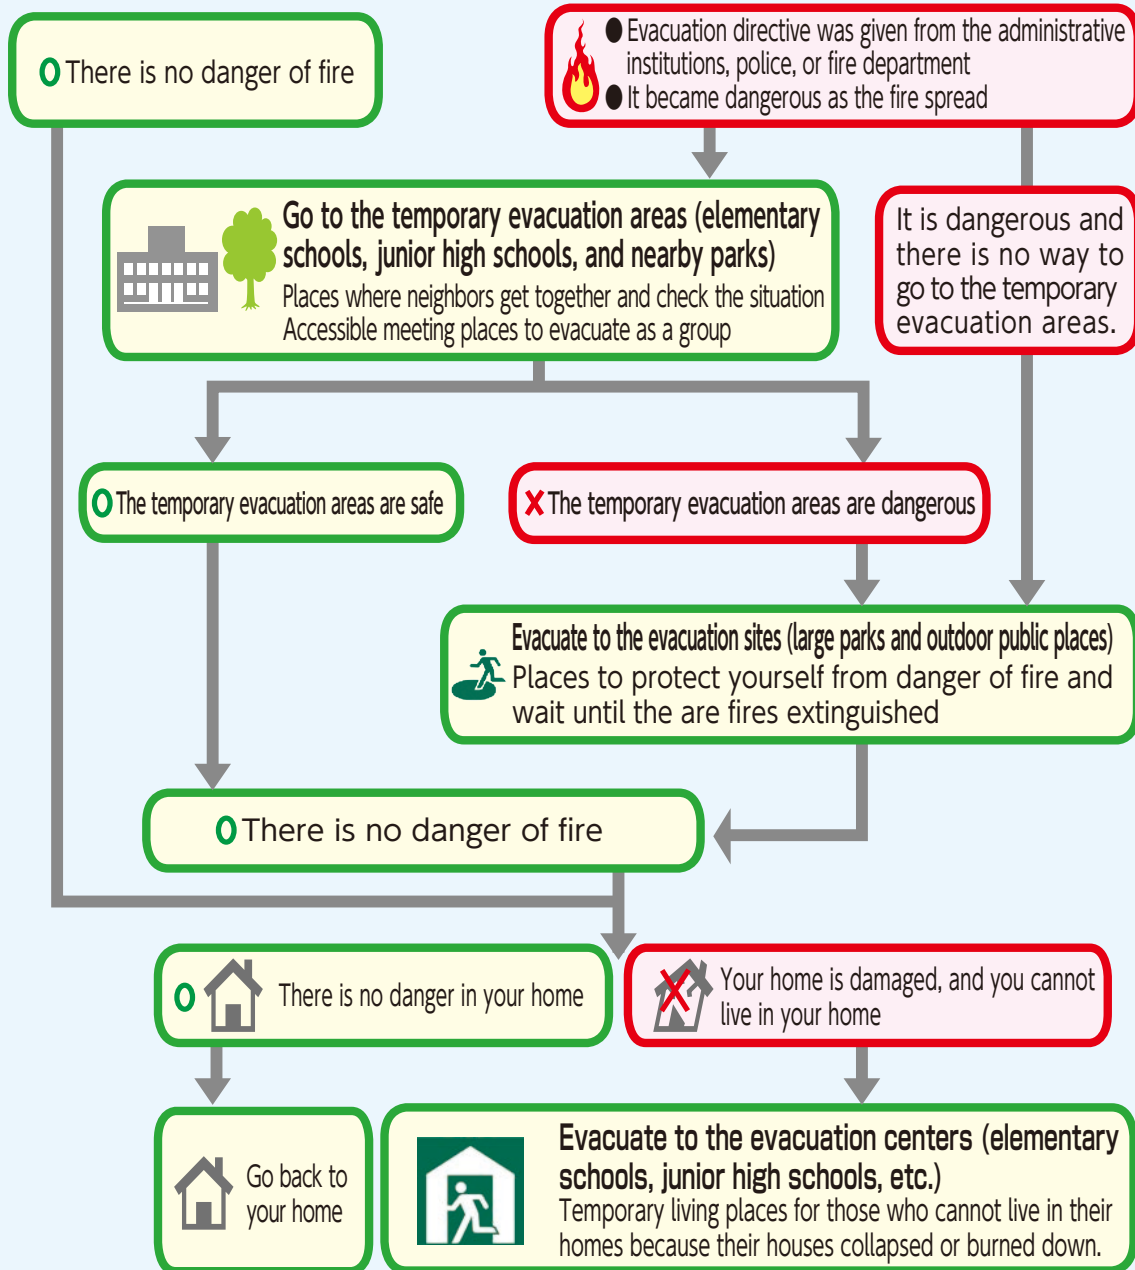 There is no danger of fire
● Evacuation directive was given from the administrative
institutions, police, or fire department
● It became dangerous as the fire spread
Go to the temporary evacuation areas (elementary
schools, junior high schools, and nearby parks)
Places where neighbors get together and check the situation
Accessible meeting places to evacuate as a group
It is dangerous and
there is no way to
go to the temporary
evacuation areas.
The temporary evacuation areas are safe
The temporary evacuation areas are dangerous
Evacuate to the evacuation sites (large parks and outdoor public places)
Places to protect yourself from danger of fire and
wait until the are fires extinguished
There is no danger of fire
There is no danger in your home
Your home is damaged, and you cannot
live in your home
Go back to
your home
Evacuate to the evacuation centers (elementary
schools, junior high schools, etc.)
Temporary living places for those who cannot live in their
homes because their houses collapsed or burned down.